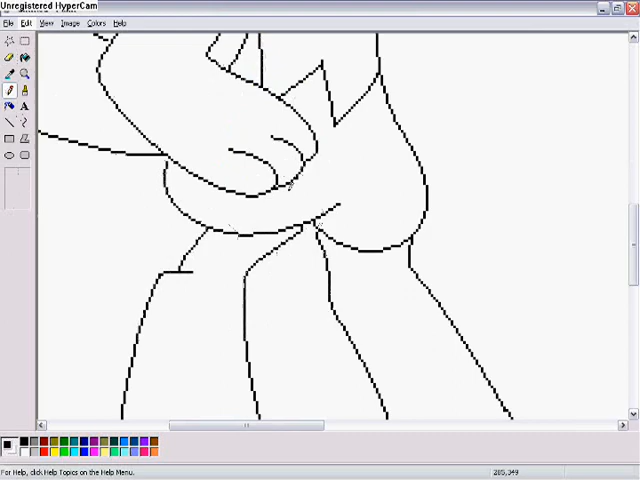 Unregistered HyperCam
File Edit View Image Colors Help
A
For Help, click Help Topics on the Help Menu.
285,349